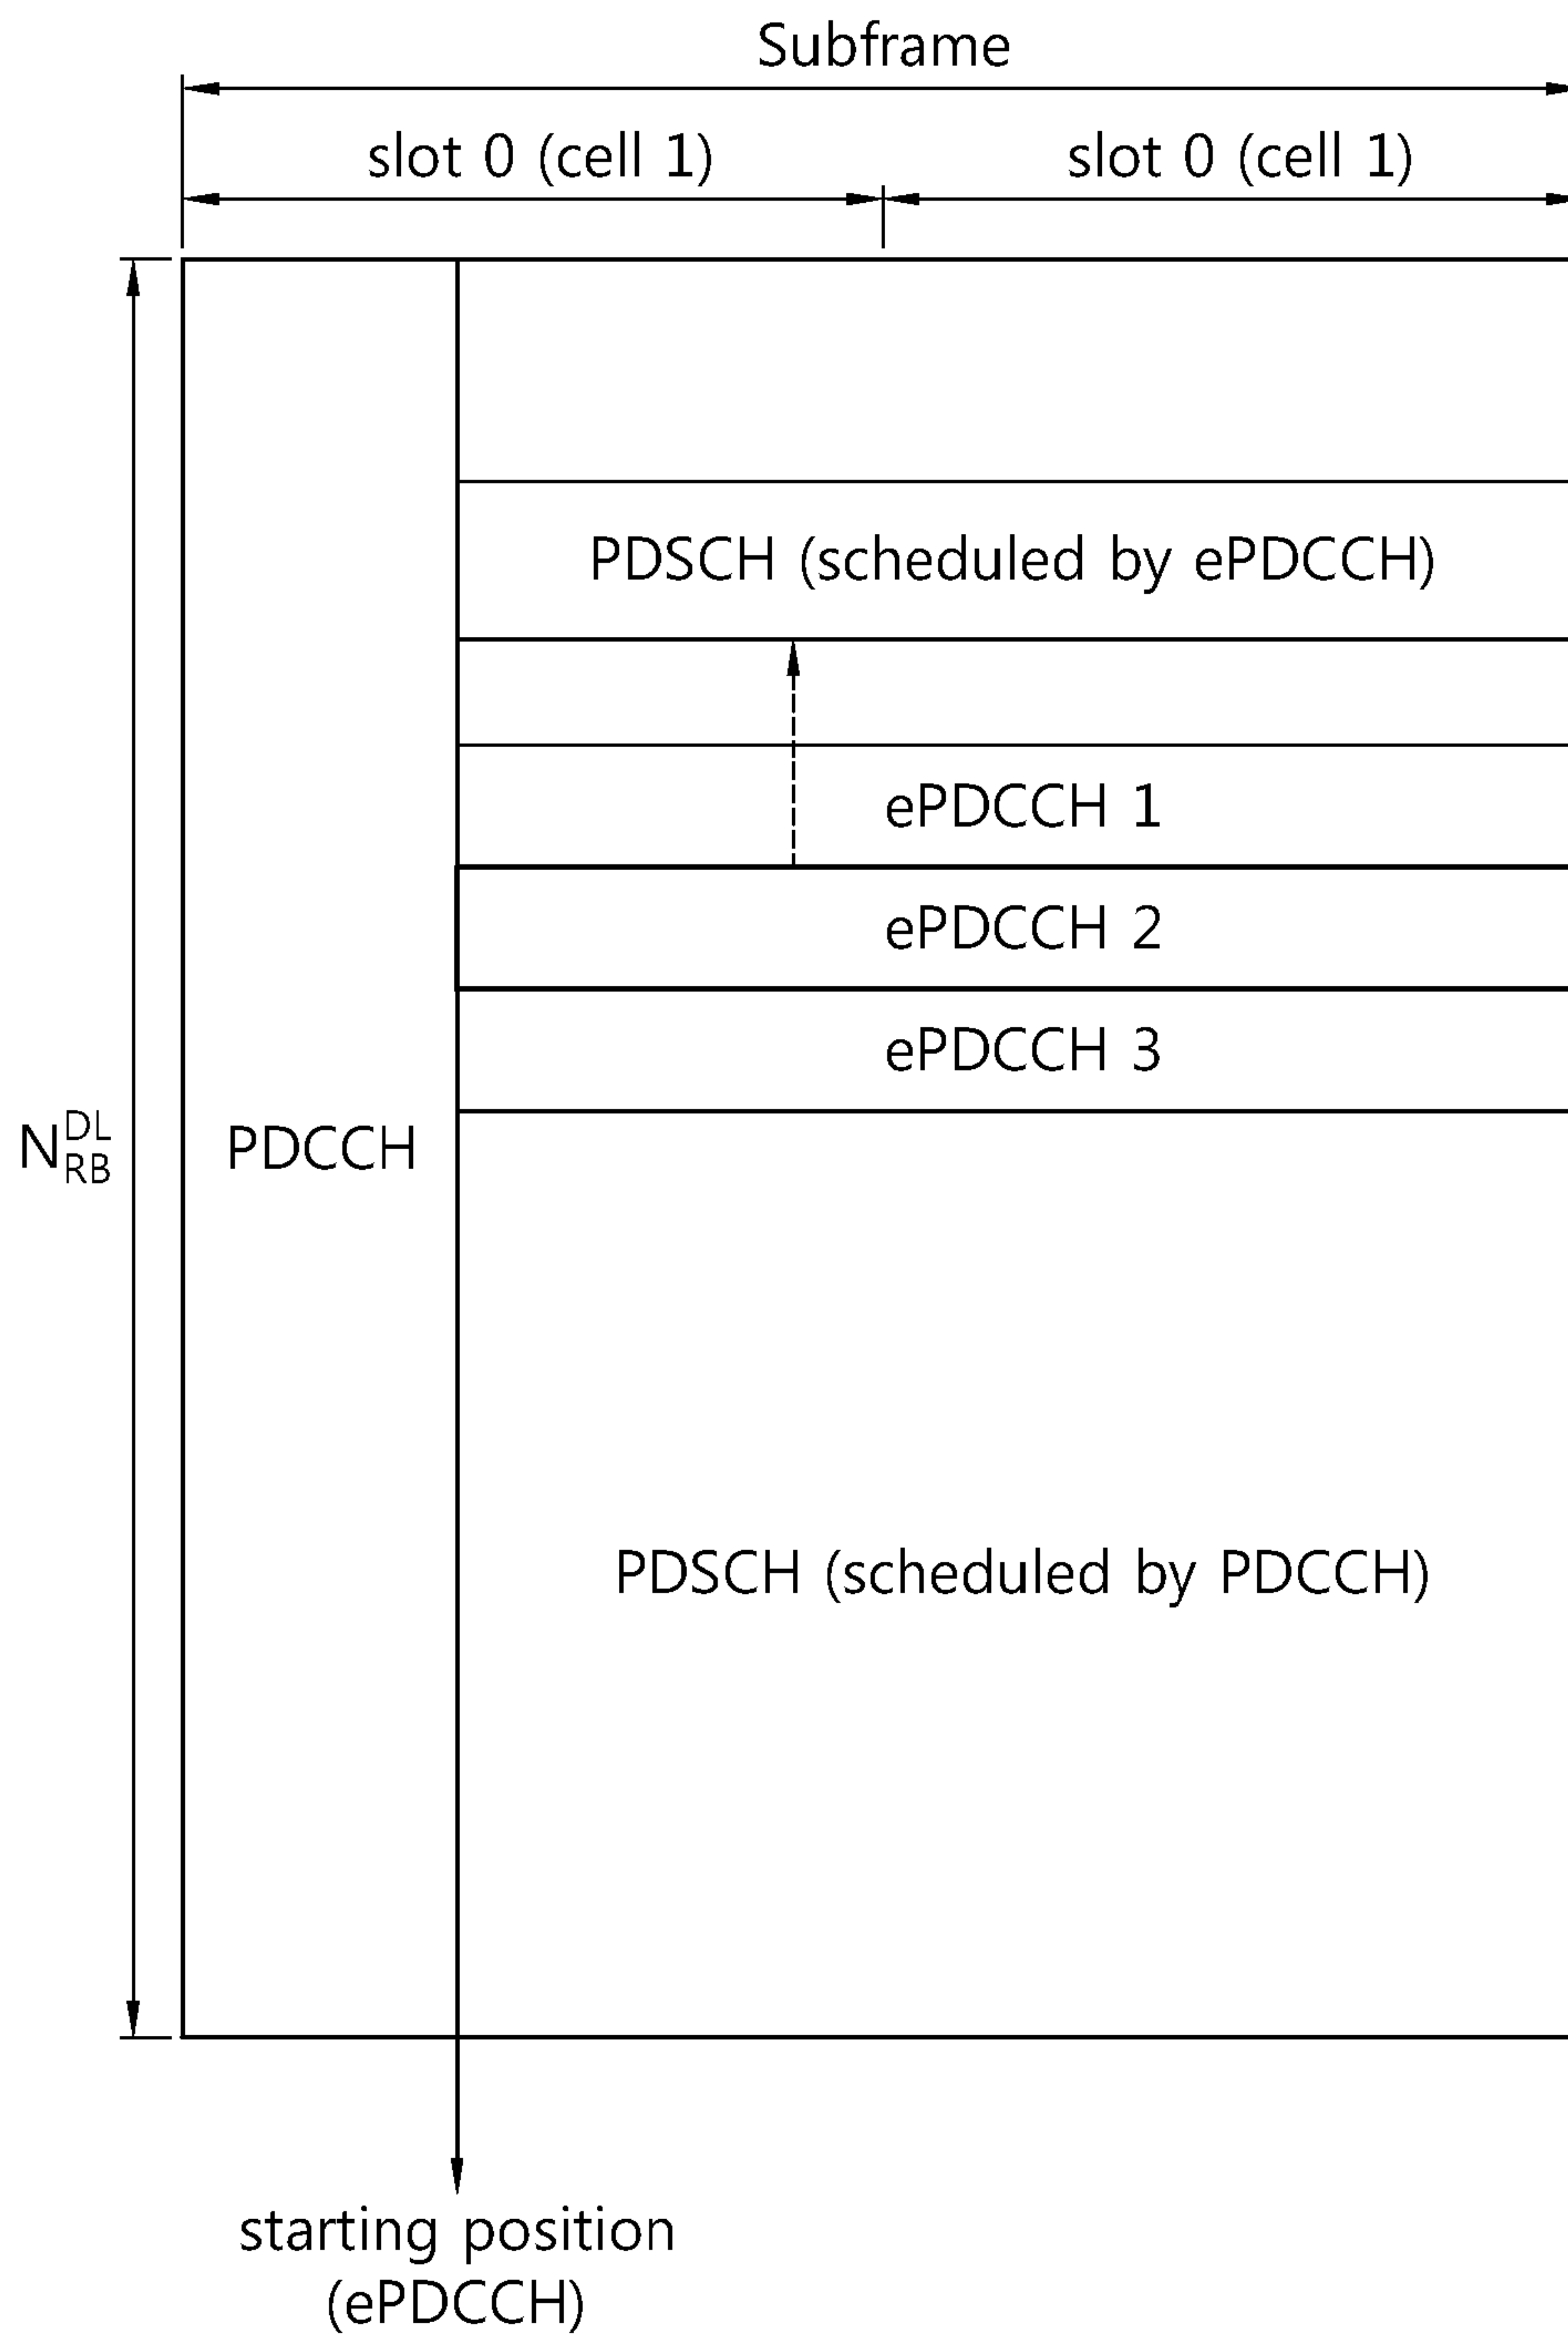 Subframe
slot 0 (cell 1) slot 0 (cell 1)
PDSCH (scheduled by ePDCCH)
ePDCCH 1
ePDCCH 2
ePDCCH 3
N DL RB
PDCCH
PDSCH (scheduled by PDCCH)
starting position
(ePDCCH)